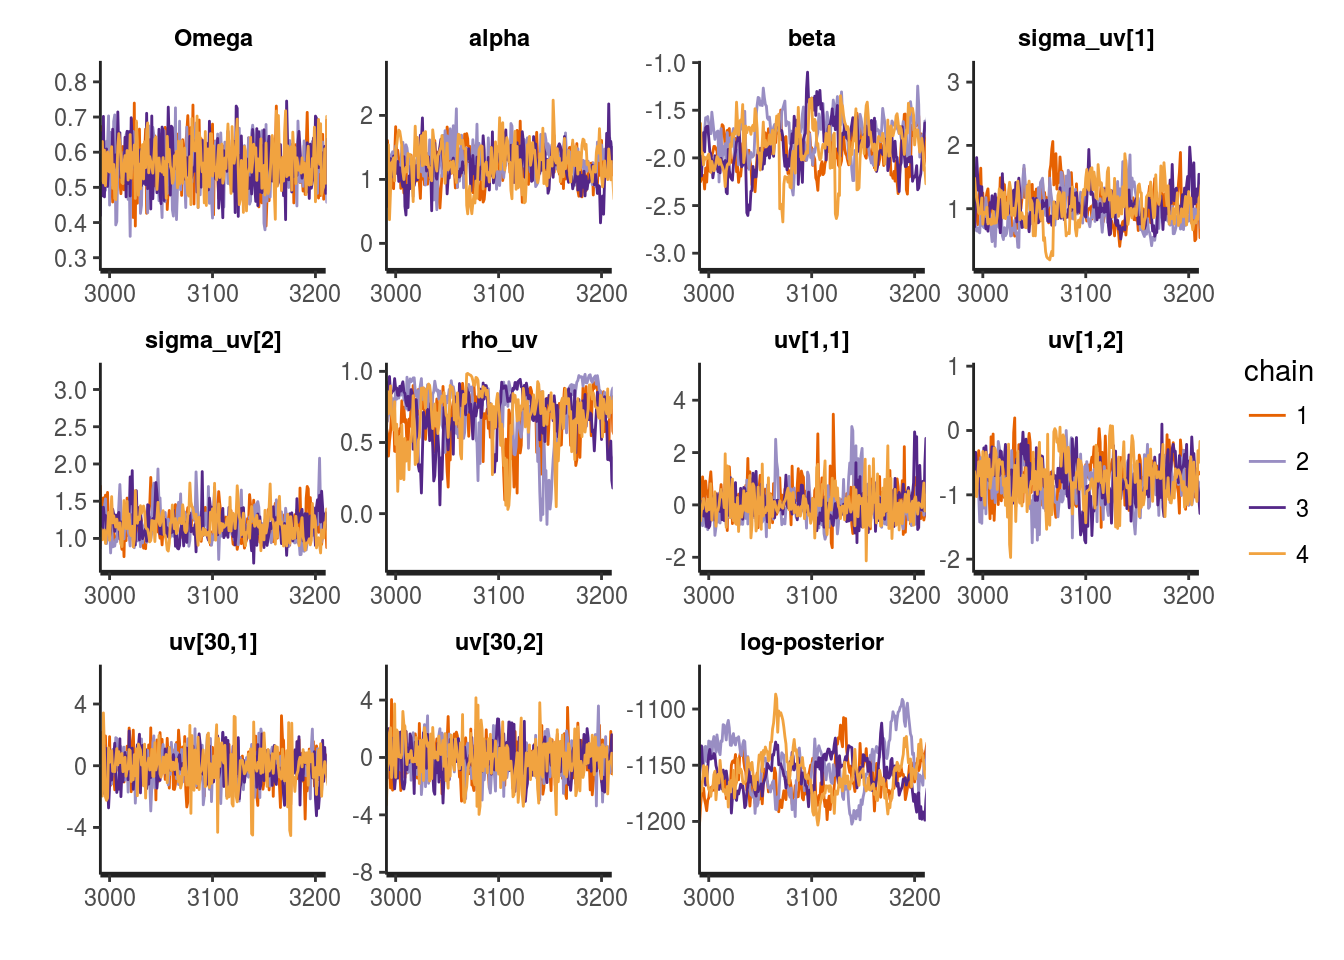 Omega alpha beta sigma_uv[1]
0.8 0.7 0.6 0.5 0.4 0.3
2 1 0
-1.0 -1.5 -2.0 -2.5 -3.0
3 2 1
3000 3100 3200 3000 3100 3200 3000 3100 3200 3000 3100 3200
sigma_uv[2] rho_uv uv[1,1] uv[1,2]
3.0 2.5 2.0 1.5 1.0
1.0 0.5 0.0
4 2 0 -2
1 0 -1 -2
3000 3100 3200 3000 3100 3200 3000 3100 3200 3000 3100 3200
uv[30,1] uv[30,2] log-posterior
4 0 -4
4 0 -4 -8
-1100 -1150 -1200
3000 3100 3200 3000 3100 3200 3000 3100 3200
chain
1
2
3
4